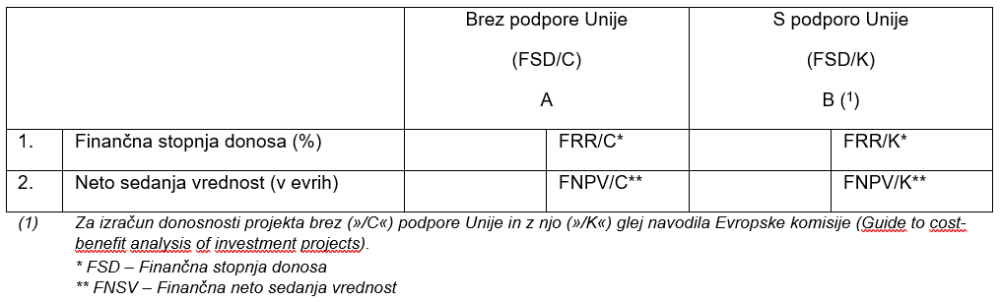 Brez podpore Unije S podporo Unije
(FSD/C) (FSD/K)
A B (¹)
1. Finančna stopnja donosa (%) FRR/C* FRR/K*
2. Neto sedanja vrednost (v evrih) FNPV/C** FNPV/K**
(1) Za izračun donosnosti projekta brez (»/C«) podpore Unije in z njo (»/K«) glej navodila Evropske komisije (Guide to cost-
benefit analysis of investment projects).
* FSD – Finančna stopnja donosa
** FNSV – Finančna neto sedanja vrednost